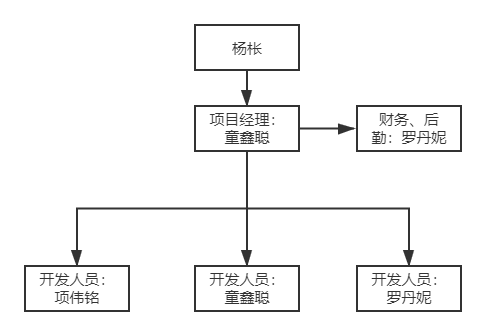 杨枨
项目经理：
童鑫聪
财务、后
勤：罗丹妮
开发人员：
项伟铭
开发人员：
童鑫聪
开发人员：
罗丹妮